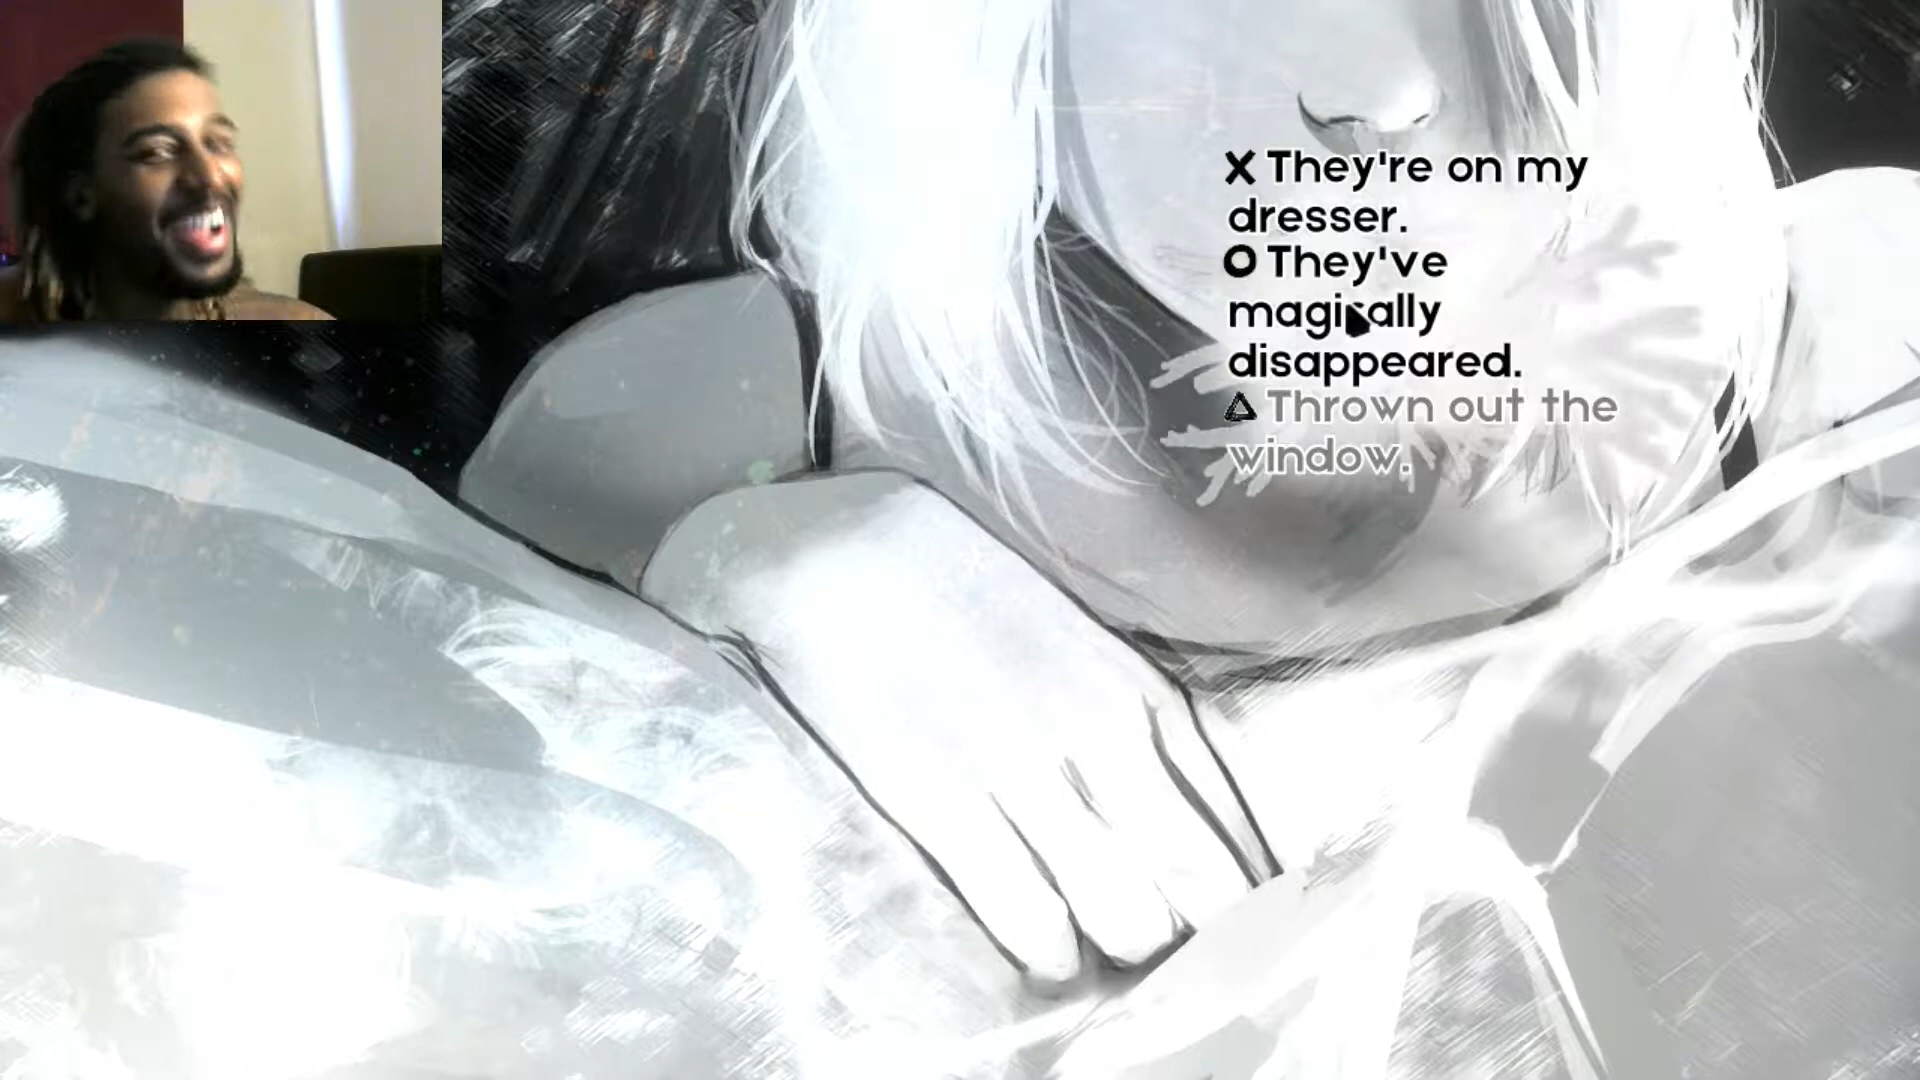 X They're on my
dresser.
O They've
magically
disappeared.
△ Thrown out the
window.